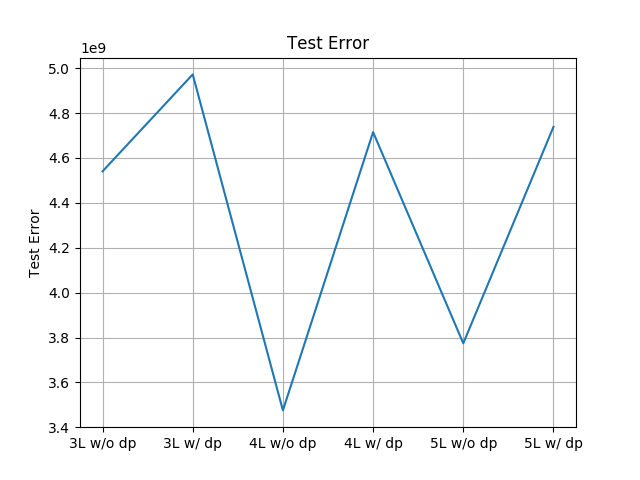 Test Error
1e9
5.0
4.8
4.6
4.4
4.2
4.0
3.8
3.6
3.4
Test Error
3L w/o dp 3L w/ dp 4L w/o dp 4L w/ dp 5L w/o dp 5L w/ dp